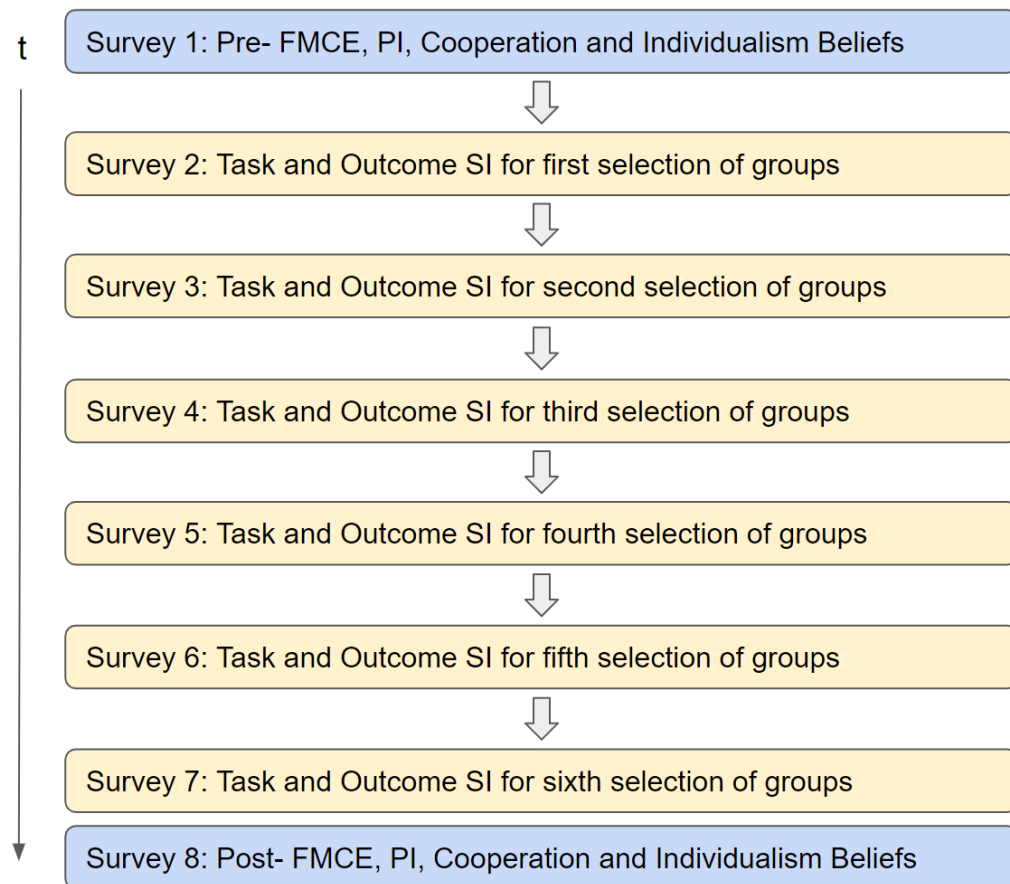 t
Survey 1: Pre- FMCE, PI, Cooperation and Individualism Beliefs
Survey 2: Task and Outcome SI for first selection of groups
Survey 3: Task and Outcome SI for second selection of groups
Survey 4: Task and Outcome SI for third selection of groups
Survey 5: Task and Outcome SI for fourth selection of groups
Survey 6: Task and Outcome SI for fifth selection of groups
Survey 7: Task and Outcome SI for sixth selection of groups
Survey 8: Post- FMCE, PI, Cooperation and Individualism Beliefs